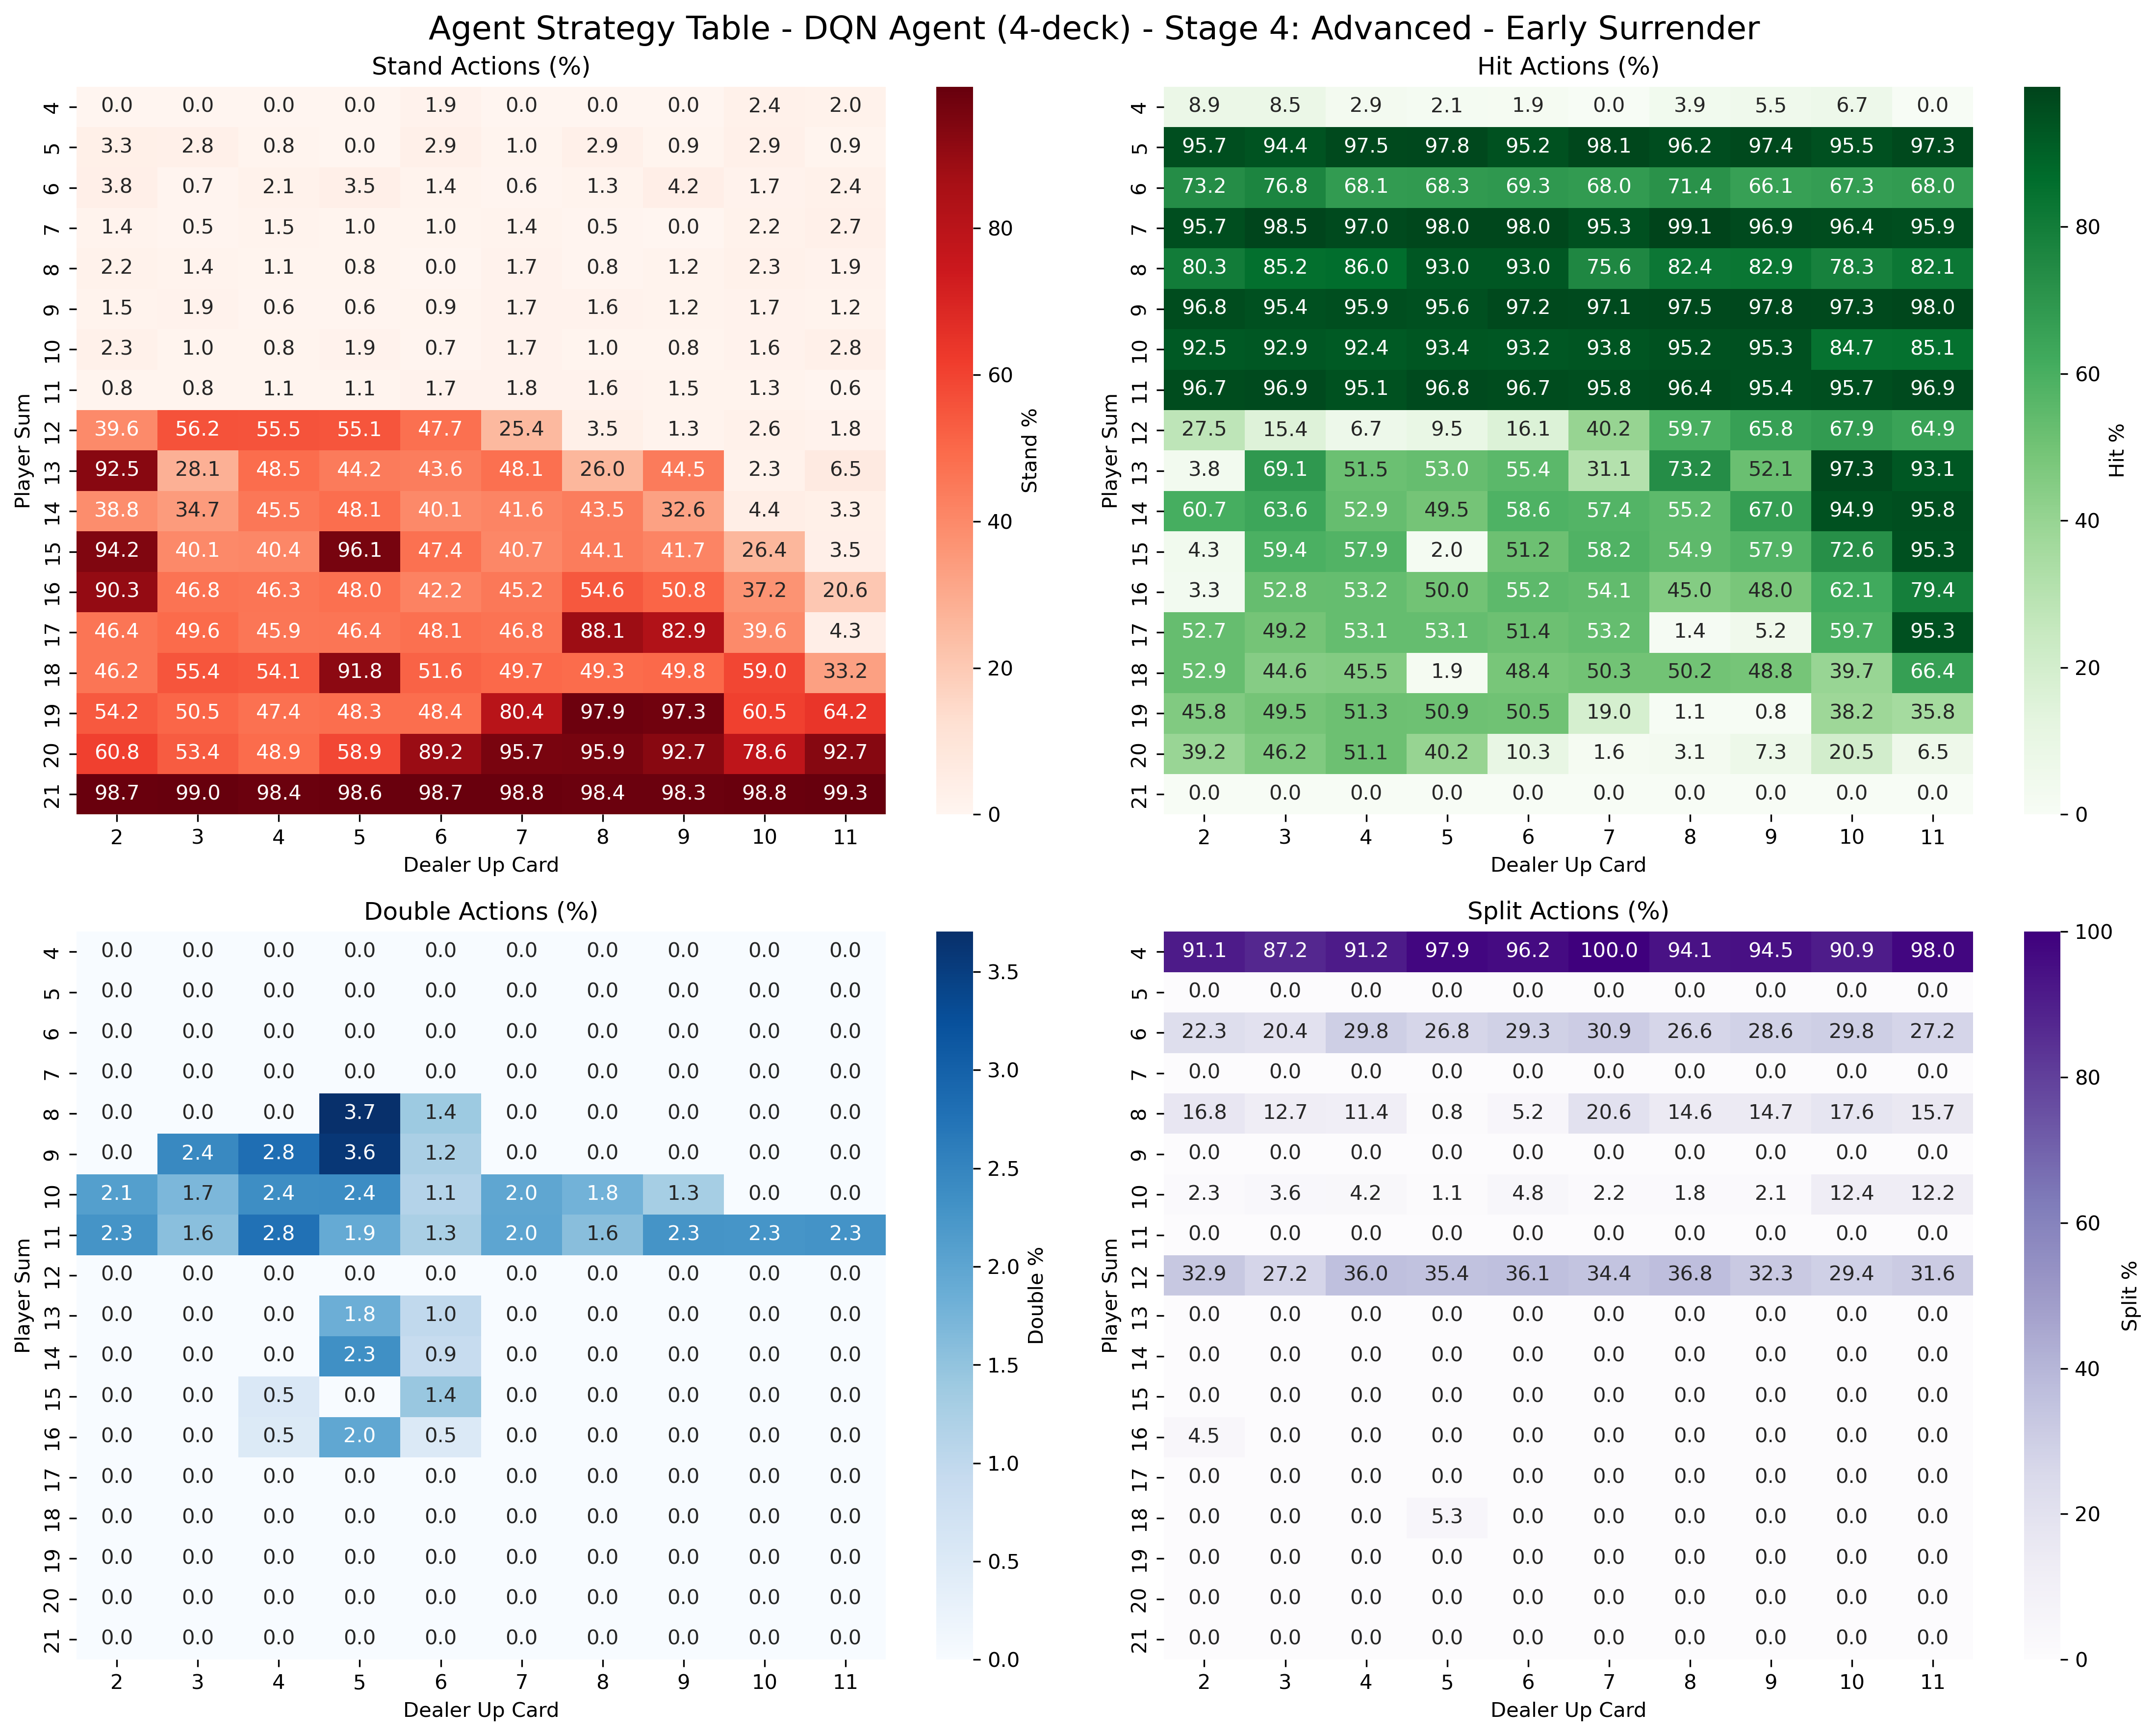 Agent Strategy Table - DQN Agent (4-deck) - Stage 4: Advanced - Early Surrender
Stand Actions (%)
4 0.0 0.0 0.0 0.0 1.9 0.0 0.0 0.0 2.4 2.0
5 3.3 2.8 0.8 0.0 2.9 1.0 2.9 0.9 2.9 0.9
6 3.8 0.7 2.1 3.5 1.4 0.6 1.3 4.2 1.7 2.4
7 1.4 0.5 1.5 1.0 1.0 1.4 0.5 0.0 2.2 2.7
8 2.2 1.4 1.1 0.8 0.0 1.7 0.8 1.2 2.3 1.9
9 1.5 1.9 0.6 0.6 0.9 1.7 1.6 1.2 1.7 1.2
10 2.3 1.0 0.8 1.9 0.7 1.7 1.0 0.8 1.6 2.8
11 0.8 0.8 1.1 1.1 1.7 1.8 1.6 1.5 1.3 0.6
12 39.6 56.2 55.5 55.1 47.7 25.4 3.5 1.3 2.6 1.8
13 92.5 28.1 48.5 44.2 43.6 48.1 26.0 44.5 2.3 6.5
14 38.8 34.7 45.5 48.1 40.1 41.6 43.5 32.6 4.4 3.3
15 94.2 40.1 40.4 96.1 47.4 40.7 44.1 41.7 26.4 3.5
16 90.3 46.8 46.3 48.0 42.2 45.2 54.6 50.8 37.2 20.6
17 46.4 49.6 45.9 46.4 48.1 46.8 88.1 82.9 39.6 4.3
18 46.2 55.4 54.1 91.8 51.6 49.7 49.3 49.8 59.0 33.2
19 54.2 50.5 47.4 48.3 48.4 80.4 97.9 97.3 60.5 64.2
20 60.8 53.4 48.9 58.9 89.2 95.7 95.9 92.7 78.6 92.7
21 98.7 99.0 98.4 98.6 98.7 98.8 98.4 98.3 98.8 99.3
2 3 4 5 6 7 8 9 10 11
Dealer Up Card
Player Sum
80
60
40
20
0
Stand %
Hit Actions (%)
4 8.9 8.5 2.9 2.1 1.9 0.0 3.9 5.5 6.7 0.0
5 95.7 94.4 97.5 97.8 95.2 98.1 96.2 97.4 95.5 97.3
6 73.2 76.8 68.1 68.3 69.3 68.0 71.4 66.1 67.3 68.0
7 95.7 98.5 97.0 98.0 98.0 95.3 99.1 96.9 96.4 95.9
8 80.3 85.2 86.0 93.0 93.0 75.6 82.4 82.9 78.3 82.1
9 96.8 95.4 95.9 95.6 97.2 97.1 97.5 97.8 97.3 98.0
10 92.5 92.9 92.4 93.4 93.2 93.8 95.2 95.3 84.7 85.1
11 96.7 96.9 95.1 96.8 96.7 95.8 96.4 95.4 95.7 96.9
12 27.5 15.4 6.7 9.5 16.1 40.2 59.7 65.8 67.9 64.9
13 3.8 69.1 51.5 53.0 55.4 31.1 73.2 52.1 97.3 93.1
14 60.7 63.6 52.9 49.5 58.6 57.4 55.2 67.0 94.9 95.8
15 4.3 59.4 57.9 2.0 51.2 58.2 54.9 57.9 72.6 95.3
16 3.3 52.8 53.2 50.0 55.2 54.1 45.0 48.0 62.1 79.4
17 52.7 49.2 53.1 53.1 51.4 53.2 1.4 5.2 59.7 95.3
18 52.9 44.6 45.5 1.9 48.4 50.3 50.2 48.8 39.7 66.4
19 45.8 49.5 51.3 50.9 50.5 19.0 1.1 0.8 38.2 35.8
20 39.2 46.2 51.1 40.2 10.3 1.6 3.1 7.3 20.5 6.5
21 0.0 0.0 0.0 0.0 0.0 0.0 0.0 0.0 0.0 0.0
2 3 4 5 6 7 8 9 10 11
Dealer Up Card
Player Sum
80
60
40
20
0
Hit %
Double Actions (%)
4 0.0 0.0 0.0 0.0 0.0 0.0 0.0 0.0 0.0 0.0
5 0.0 0.0 0.0 0.0 0.0 0.0 0.0 0.0 0.0 0.0
6 0.0 0.0 0.0 0.0 0.0 0.0 0.0 0.0 0.0 0.0
7 0.0 0.0 0.0 0.0 0.0 0.0 0.0 0.0 0.0 0.0
8 0.0 0.0 0.0 3.7 1.4 0.0 0.0 0.0 0.0 0.0
9 0.0 2.4 2.8 3.6 1.2 0.0 0.0 0.0 0.0 0.0
10 2.1 1.7 2.4 2.4 1.1 2.0 1.8 1.3 0.0 0.0
11 2.3 1.6 2.8 1.9 1.3 2.0 1.6 2.3 2.3 2.3
12 0.0 0.0 0.0 0.0 0.0 0.0 0.0 0.0 0.0 0.0
13 0.0 0.0 0.0 1.8 1.0 0.0 0.0 0.0 0.0 0.0
14 0.0 0.0 0.0 2.3 0.9 0.0 0.0 0.0 0.0 0.0
15 0.0 0.0 0.5 0.0 1.4 0.0 0.0 0.0 0.0 0.0
16 0.0 0.0 0.5 2.0 0.5 0.0 0.0 0.0 0.0 0.0
17 0.0 0.0 0.0 0.0 0.0 0.0 0.0 0.0 0.0 0.0
18 0.0 0.0 0.0 0.0 0.0 0.0 0.0 0.0 0.0 0.0
19 0.0 0.0 0.0 0.0 0.0 0.0 0.0 0.0 0.0 0.0
20 0.0 0.0 0.0 0.0 0.0 0.0 0.0 0.0 0.0 0.0
21 0.0 0.0 0.0 0.0 0.0 0.0 0.0 0.0 0.0 0.0
2 3 4 5 6 7 8 9 10 11
Dealer Up Card
Player Sum
3.5
3.0
2.5
2.0
1.5
1.0
0.5
0.0
Double %
Split Actions (%)
4 91.1 87.2 91.2 97.9 96.2 100.0 94.1 94.5 90.9 98.0
5 0.0 0.0 0.0 0.0 0.0 0.0 0.0 0.0 0.0 0.0
6 22.3 20.4 29.8 26.8 29.3 30.9 26.6 28.6 29.8 27.2
7 0.0 0.0 0.0 0.0 0.0 0.0 0.0 0.0 0.0 0.0
8 16.8 12.7 11.4 0.8 5.2 20.6 14.6 14.7 17.6 15.7
9 0.0 0.0 0.0 0.0 0.0 0.0 0.0 0.0 0.0 0.0
10 2.3 3.6 4.2 1.1 4.8 2.2 1.8 2.1 12.4 12.2
11 0.0 0.0 0.0 0.0 0.0 0.0 0.0 0.0 0.0 0.0
12 32.9 27.2 36.0 35.4 36.1 34.4 36.8 32.3 29.4 31.6
13 0.0 0.0 0.0 0.0 0.0 0.0 0.0 0.0 0.0 0.0
14 0.0 0.0 0.0 0.0 0.0 0.0 0.0 0.0 0.0 0.0
15 0.0 0.0 0.0 0.0 0.0 0.0 0.0 0.0 0.0 0.0
16 4.5 0.0 0.0 0.0 0.0 0.0 0.0 0.0 0.0 0.0
17 0.0 0.0 0.0 0.0 0.0 0.0 0.0 0.0 0.0 0.0
18 0.0 0.0 0.0 5.3 0.0 0.0 0.0 0.0 0.0 0.0
19 0.0 0.0 0.0 0.0 0.0 0.0 0.0 0.0 0.0 0.0
20 0.0 0.0 0.0 0.0 0.0 0.0 0.0 0.0 0.0 0.0
21 0.0 0.0 0.0 0.0 0.0 0.0 0.0 0.0 0.0 0.0
2 3 4 5 6 7 8 9 10 11
Dealer Up Card
Player Sum
100
80
60
40
20
0
Split %